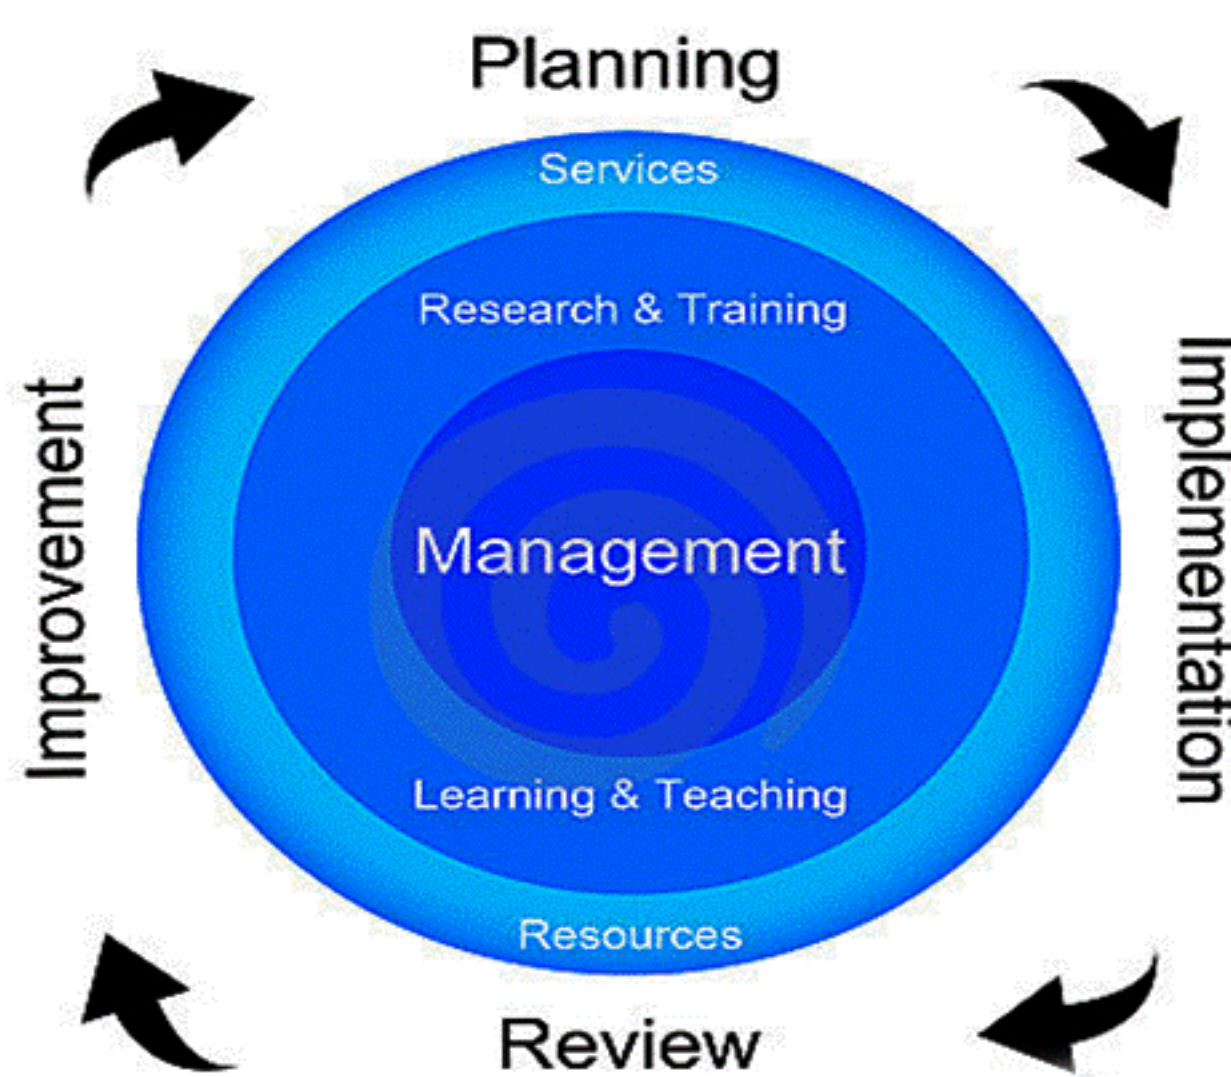 Planning
Services
Research & Training
Improvement
Implementation
Management
Learning & Teaching
Resources
Review